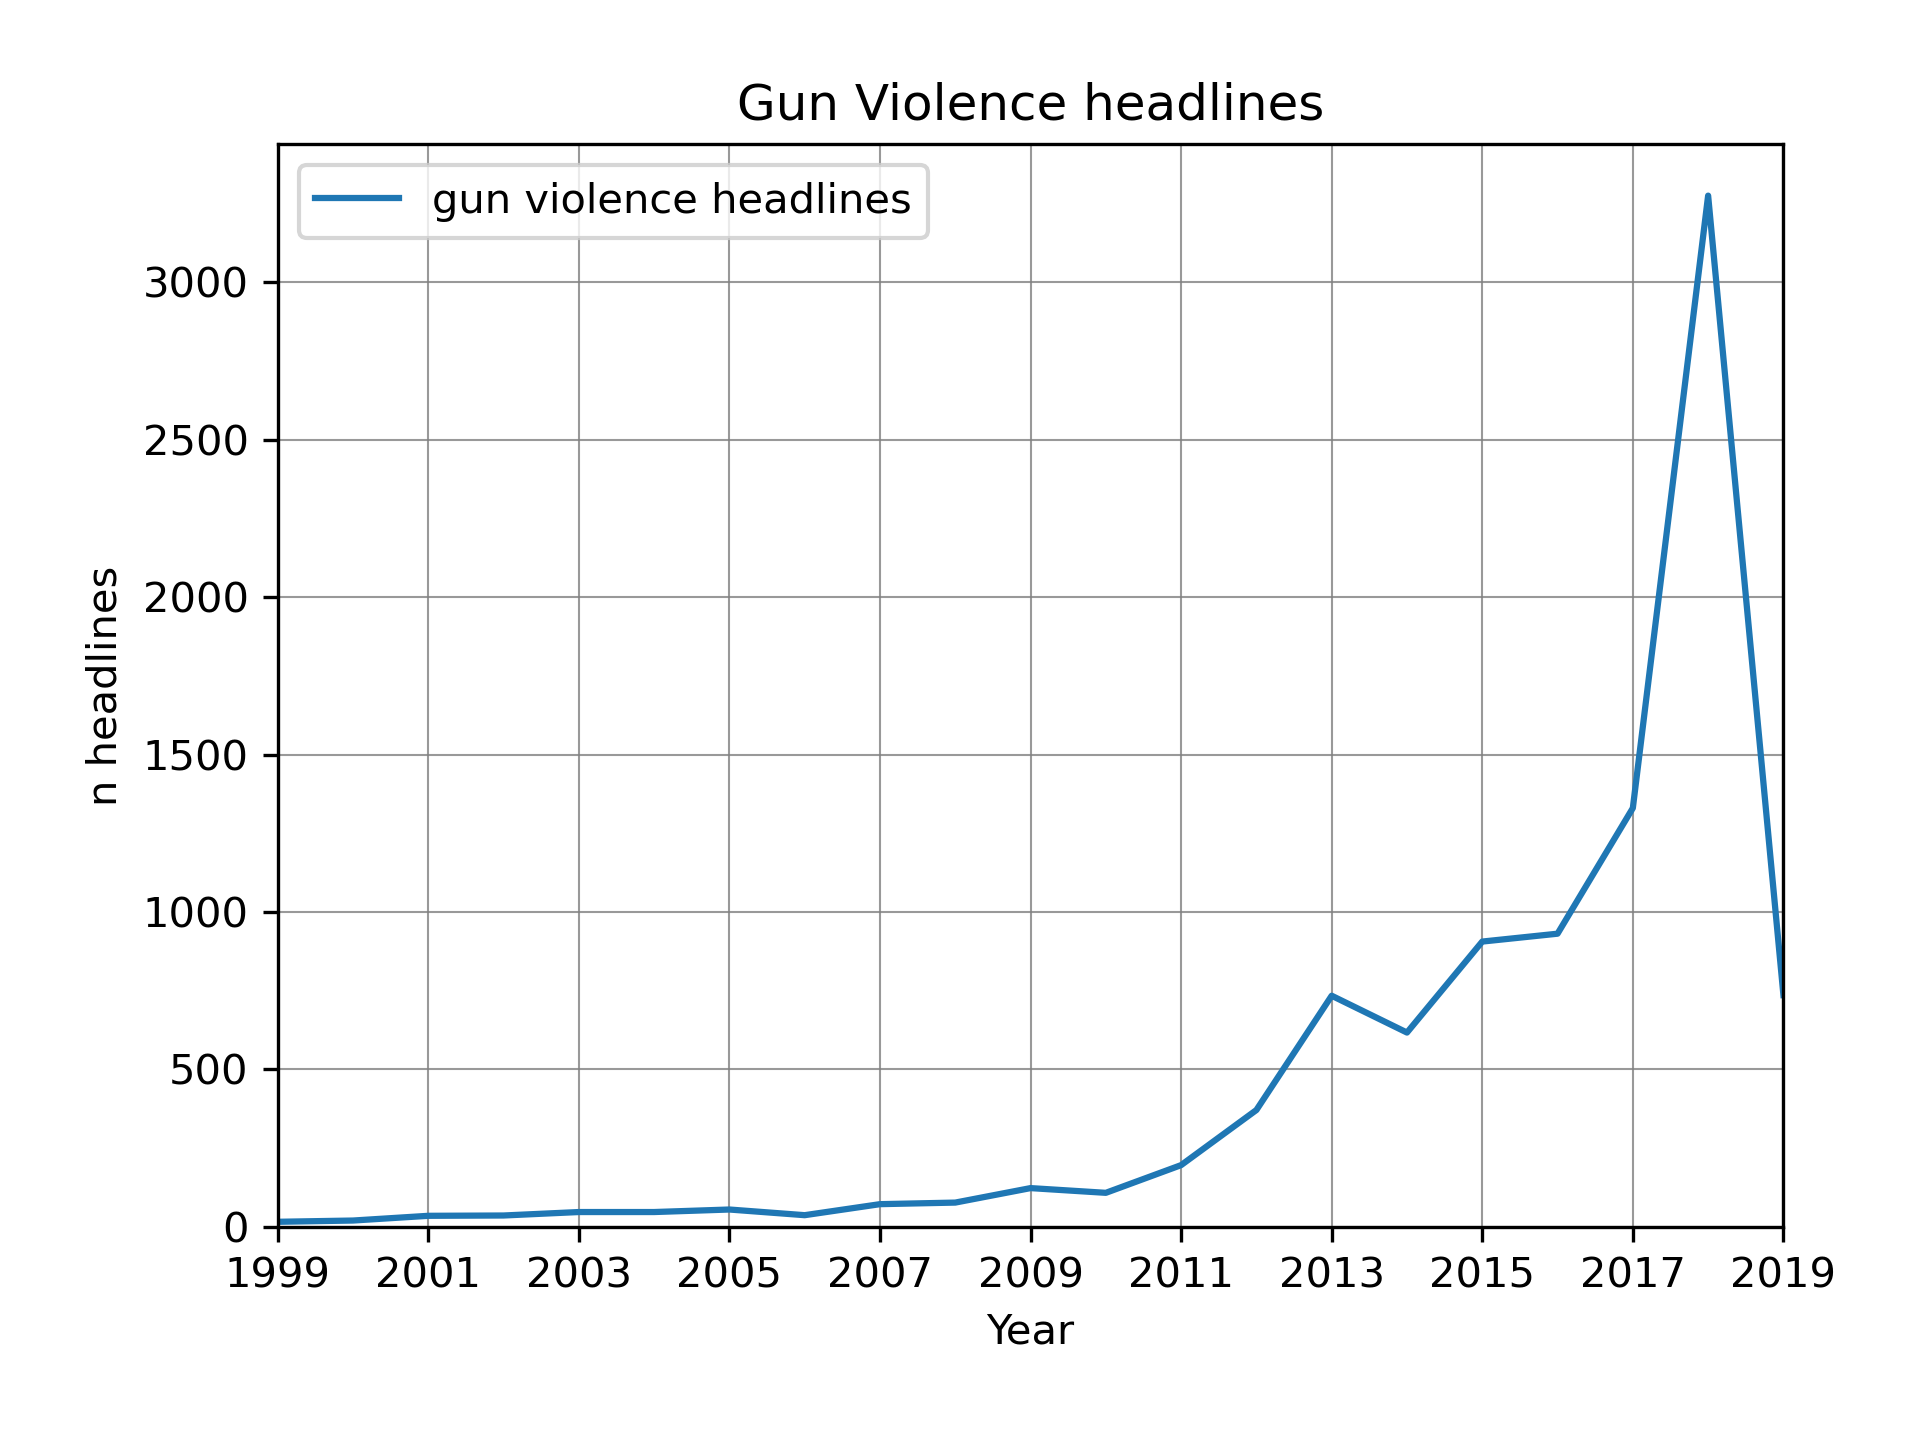 Gun Violence headlines
gun violence headlines
3000
2500
2000
1500
1000
500
0
n headlines
1999 2001 2003 2005 2007 2009 2011 2013 2015 2017 2019
Year